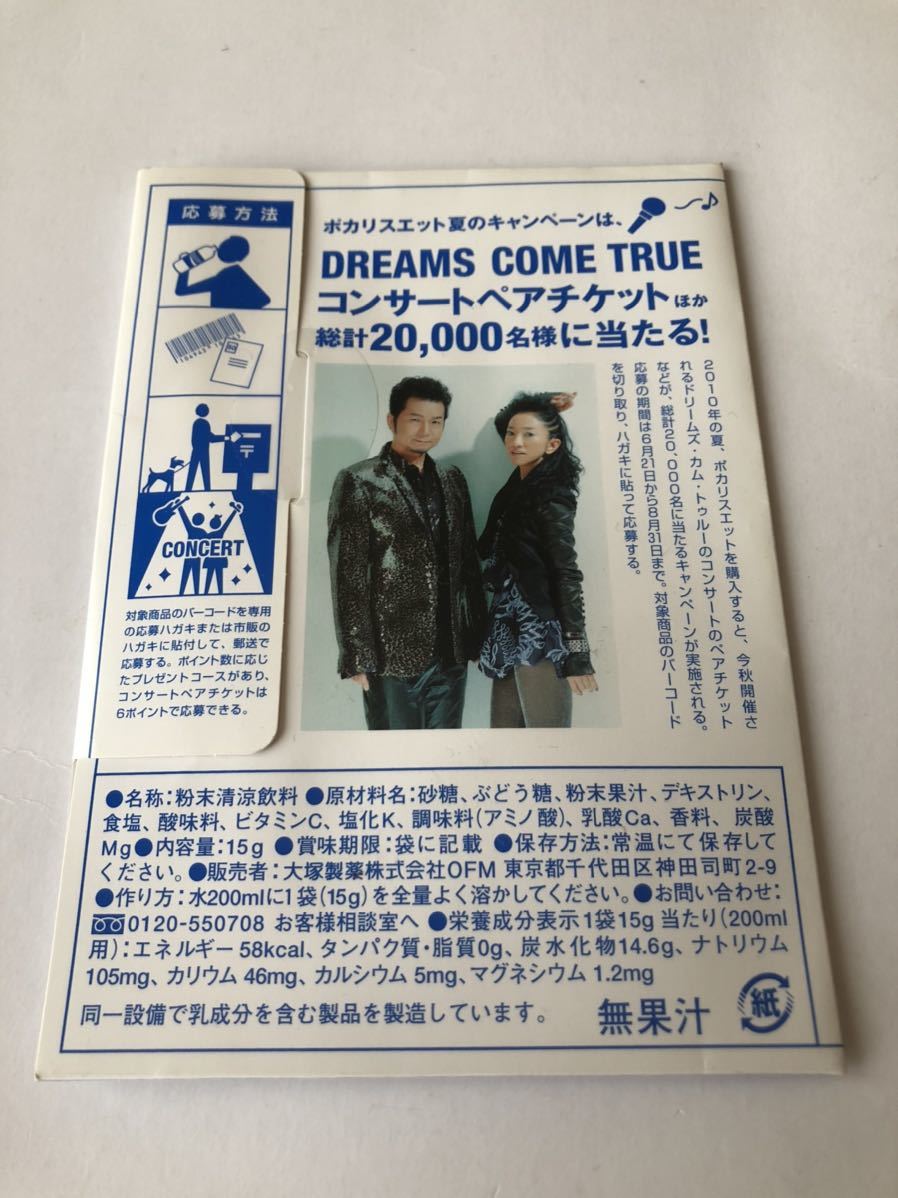 応募方法
CONCERT
対象商品のバーコードを専用
の応募ハガキまたは市販の
ハガキに貼付して、郵送で
応募する。ポイント数に応じ
たプレゼントコースがあり、
コンサートペアチケットは
6ポイントで応募できる。
ポカリスエット夏のキャンペーンは、
DREAMS COME TRUE
コンサートペアチケットほか
総計20,000名様に当たる!
2010年の夏、ポカリスエットを購入すると、今秋開催さ
れるドリームズ・カム・トゥルーのコンサートのペアチケット
などが、総計20,000名に当たるキャンペーンが実施される。
応募の期間は6月21日から8月31日まで。対象商品のバーコード
を切り取り、ハガキに貼って応募する。
●名称:粉末清涼飲料 ●原材料名:砂糖、ぶどう糖、粉末果汁、デキストリン、
食塩、酸味料、ビタミンC、塩化K、調味料(アミノ酸)、乳酸Ca、香料、炭酸
Mg●内容量:15g ●賞味期限:袋に記載 ●保存方法:常温にて保存して
ください。●販売者:大塚製薬株式会社OFM 東京都千代田区神田司町2-9
●作り方:水200mlに1袋(15g)を全量よく溶かしてください。●お問い合わせ:
0120-550708 お客様相談室へ ●栄養成分表示1袋15g当たり(200ml
用):エネルギー58kcal、タンパク質・脂質0g、炭水化物14.6g、ナトリウム
105mg、カリウム46mg、カルシウム5mg、マグネシウム1.2mg
同一設備で乳成分を含む製品を製造しています。
無果汁
紙